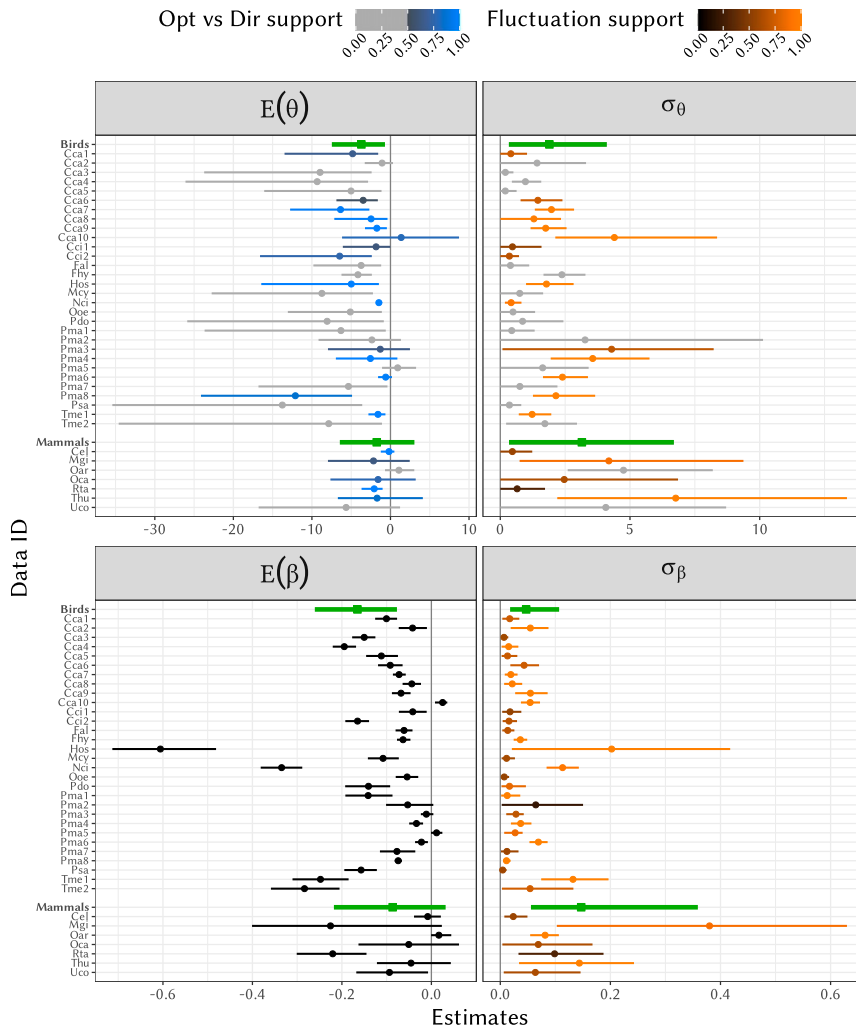 Opt vs Dir support
0.00 0.25 0.50 0.75 1.00
Fluctuation support
0.00 0.25 0.50 0.75 1.00
E(θ)
σθ
Birds
Cca1
Cca2
Cca3
Cca4
Cca5
Cca6
Cca7
Cca8
Cca9
Cca10
Cci1
Cci2
Fal
Fhy
Hos
Mcy
Nci
Ooe
Pdo
Pma1
Pma2
Pma3
Pma4
Pma5
Pma6
Pma7
Pma8
Psa
Tme1
Tme2
Mammals
Cel
Mgi
Oar
Oca
Rta
Thu
Uco
-30 -20 -10 0 10
0 5 10
Data ID
E(β)
σβ
Birds
Cca1
Cca2
Cca3
Cca4
Cca5
Cca6
Cca7
Cca8
Cca9
Cca10
Cci1
Cci2
Fal
Fhy
Hos
Mcy
Nci
Ooe
Pdo
Pma1
Pma2
Pma3
Pma4
Pma5
Pma6
Pma7
Pma8
Psa
Tme1
Tme2
Mammals
Cel
Mgi
Oar
Oca
Rta
Thu
Uco
-0.6 -0.4 -0.2 0.0
0.0 0.2 0.4 0.6
Estimates